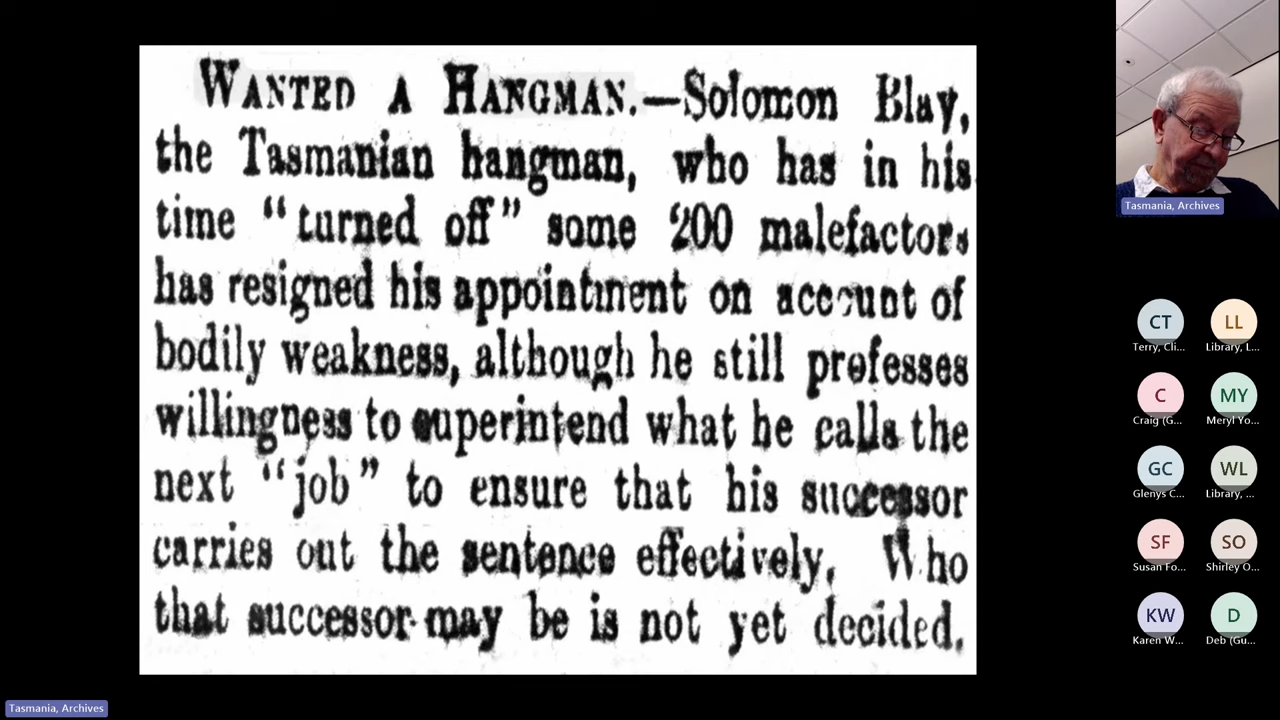 WANTED A HANGMAN.—Solomon Blay,
the Tasmanian hangman, who has in his
time “turned off” some 200 malefactors
has resigned his appointment on account of
bodily weakness, although he still professes
willingness to superintend what he calls the
next “job” to ensure that his successor
carries out the sentence effectively. Who
that successor may be is not yet decided.
Tasmania, Archives
CT
LL
Terry, Cli...
Library, L...
C
MY
Craig (G...
Meryl Yo...
GC
WL
Glenys C...
Library, ...
SF
SO
Susan Fo...
Shirley O...
KW
D
Karen W...
Deb (Gu...
Tasmania, Archives